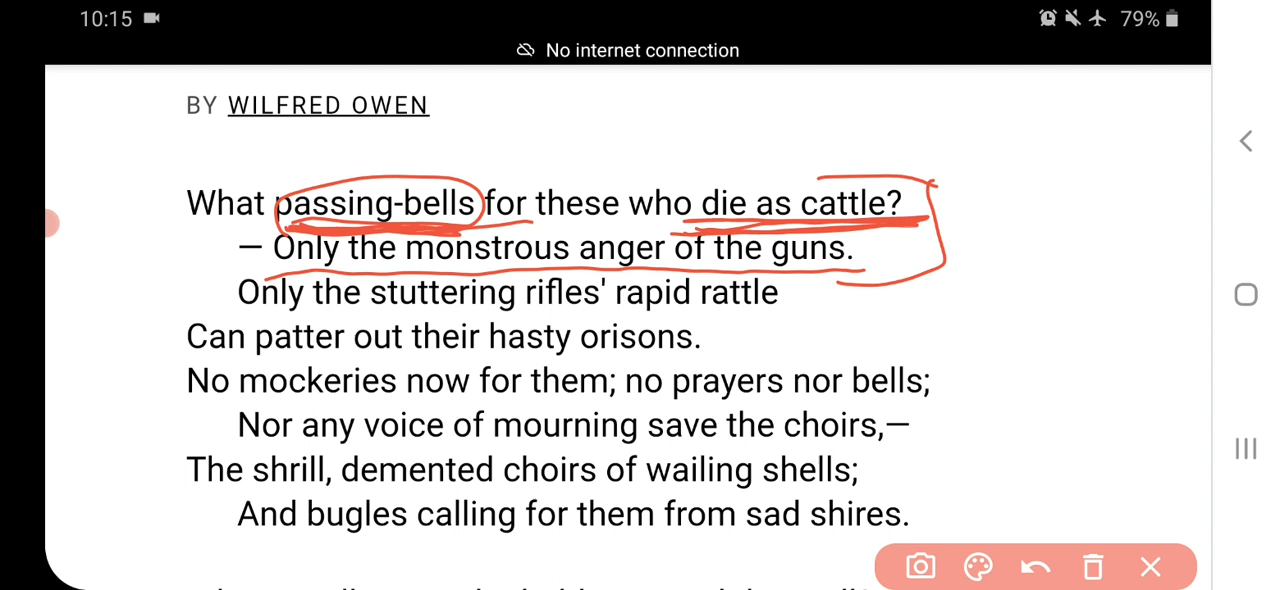 10:15
79%
No internet connection
BY WILFRED OWEN
What passing-bells for these who die as cattle?
— Only the monstrous anger of the guns.
Only the stuttering rifles' rapid rattle
Can patter out their hasty orisons.
No mockeries now for them; no prayers nor bells;
Nor any voice of mourning save the choirs,—
The shrill, demented choirs of wailing shells;
And bugles calling for them from sad shires.